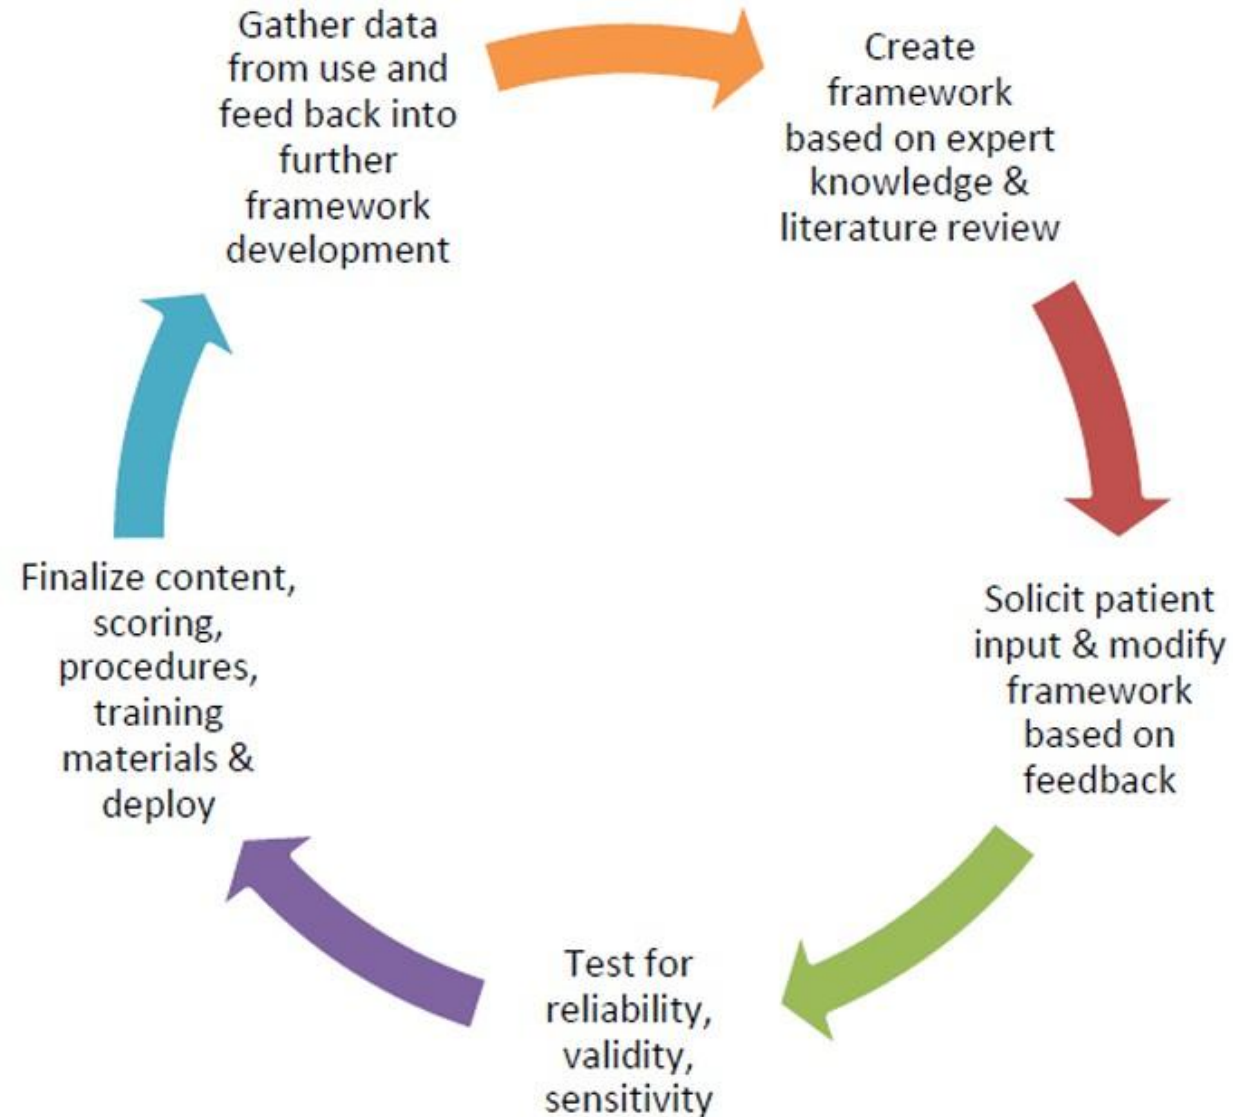 Gather data
from use and
feed back into
further
framework
development
Create
framework
based on expert
knowledge &
literature review
Solicit patient
input & modify
framework
based on
feedback
Test for
reliability,
validity,
sensitivity
Finalize content,
scoring,
procedures,
training
materials &
deploy